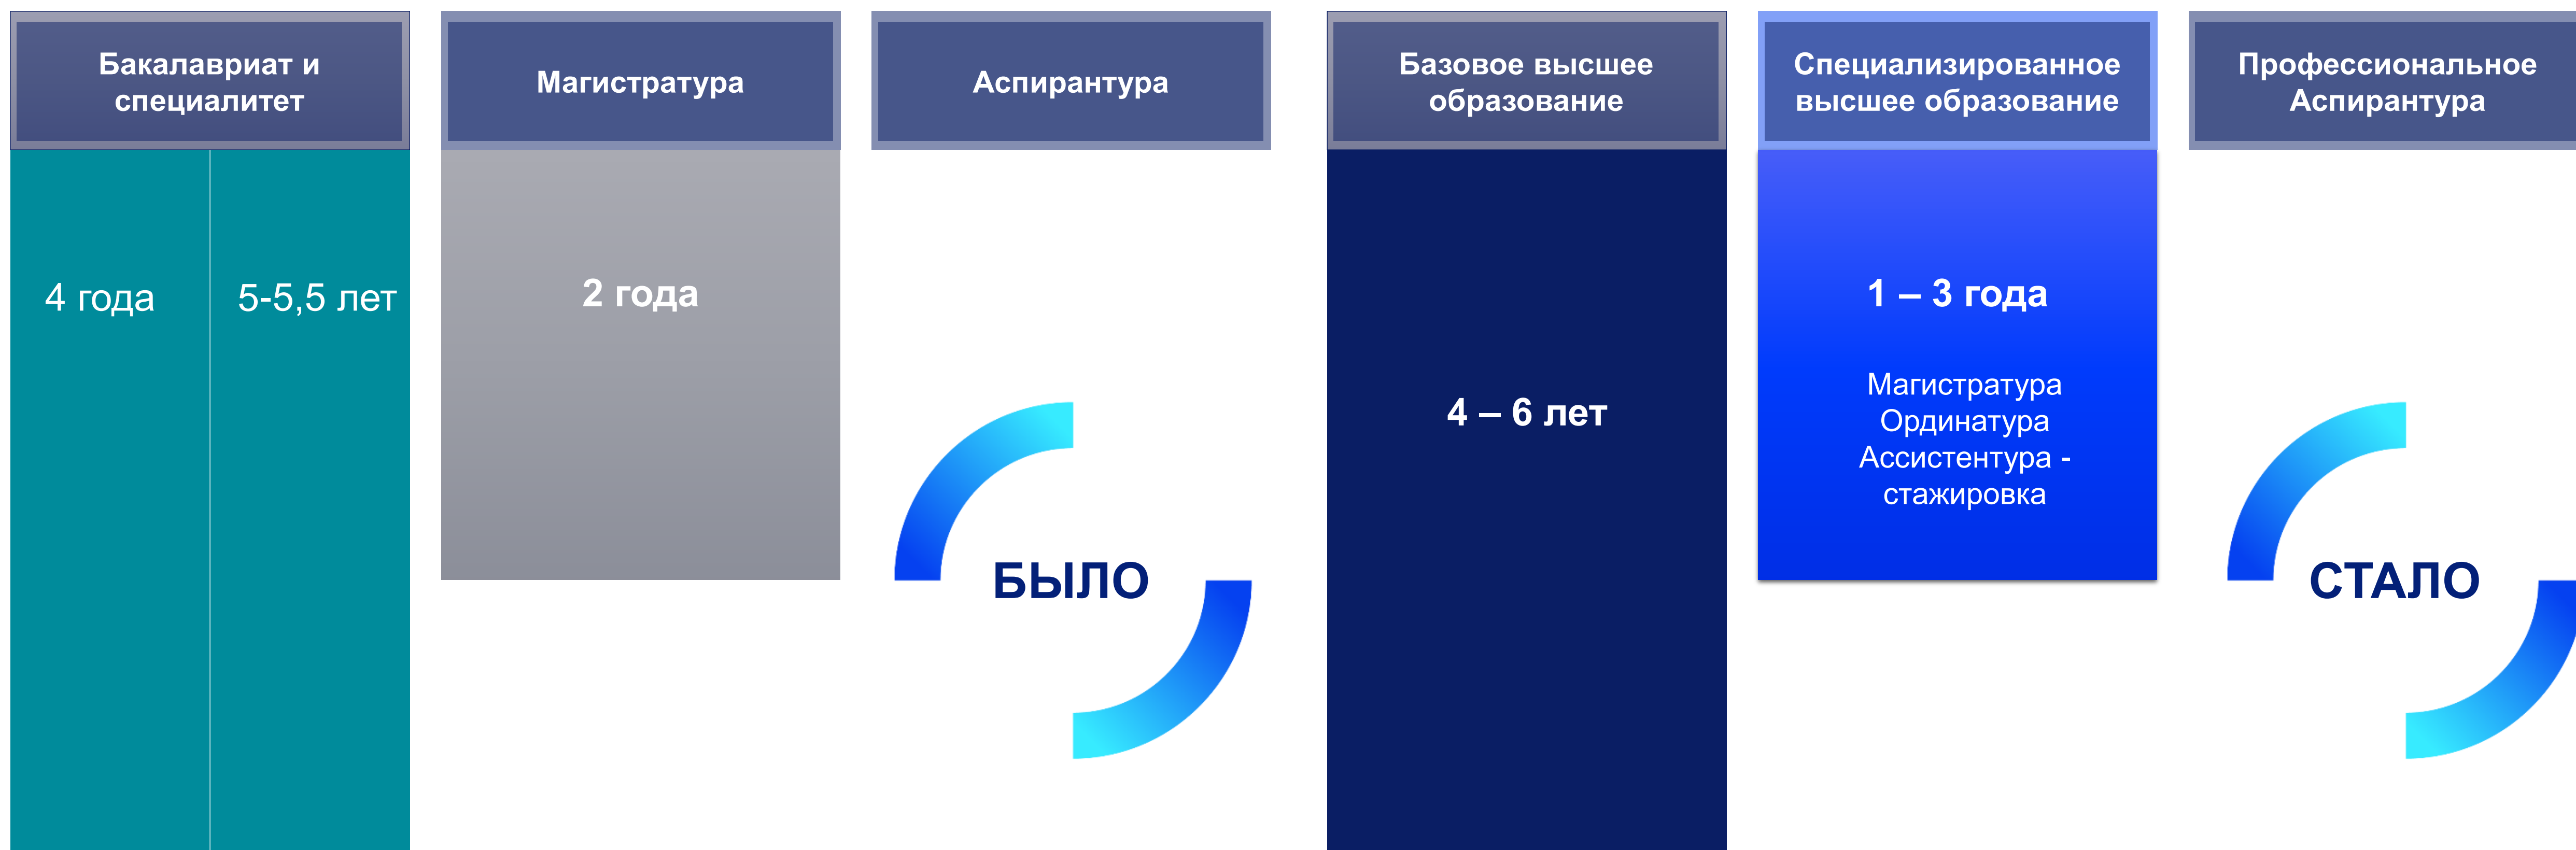 Бакалавриат и
специалитет
4 года
5-5,5 лет
Магистратура
2 года
Аспирантура
БЫЛО
Базовое высшее
образование
4 – 6 лет
Специализированное
высшее образование
1 – 3 года
Магистратура
Ординатура
Ассистентура -
стажировка
Профессиональное
Аспирантура
СТАЛО